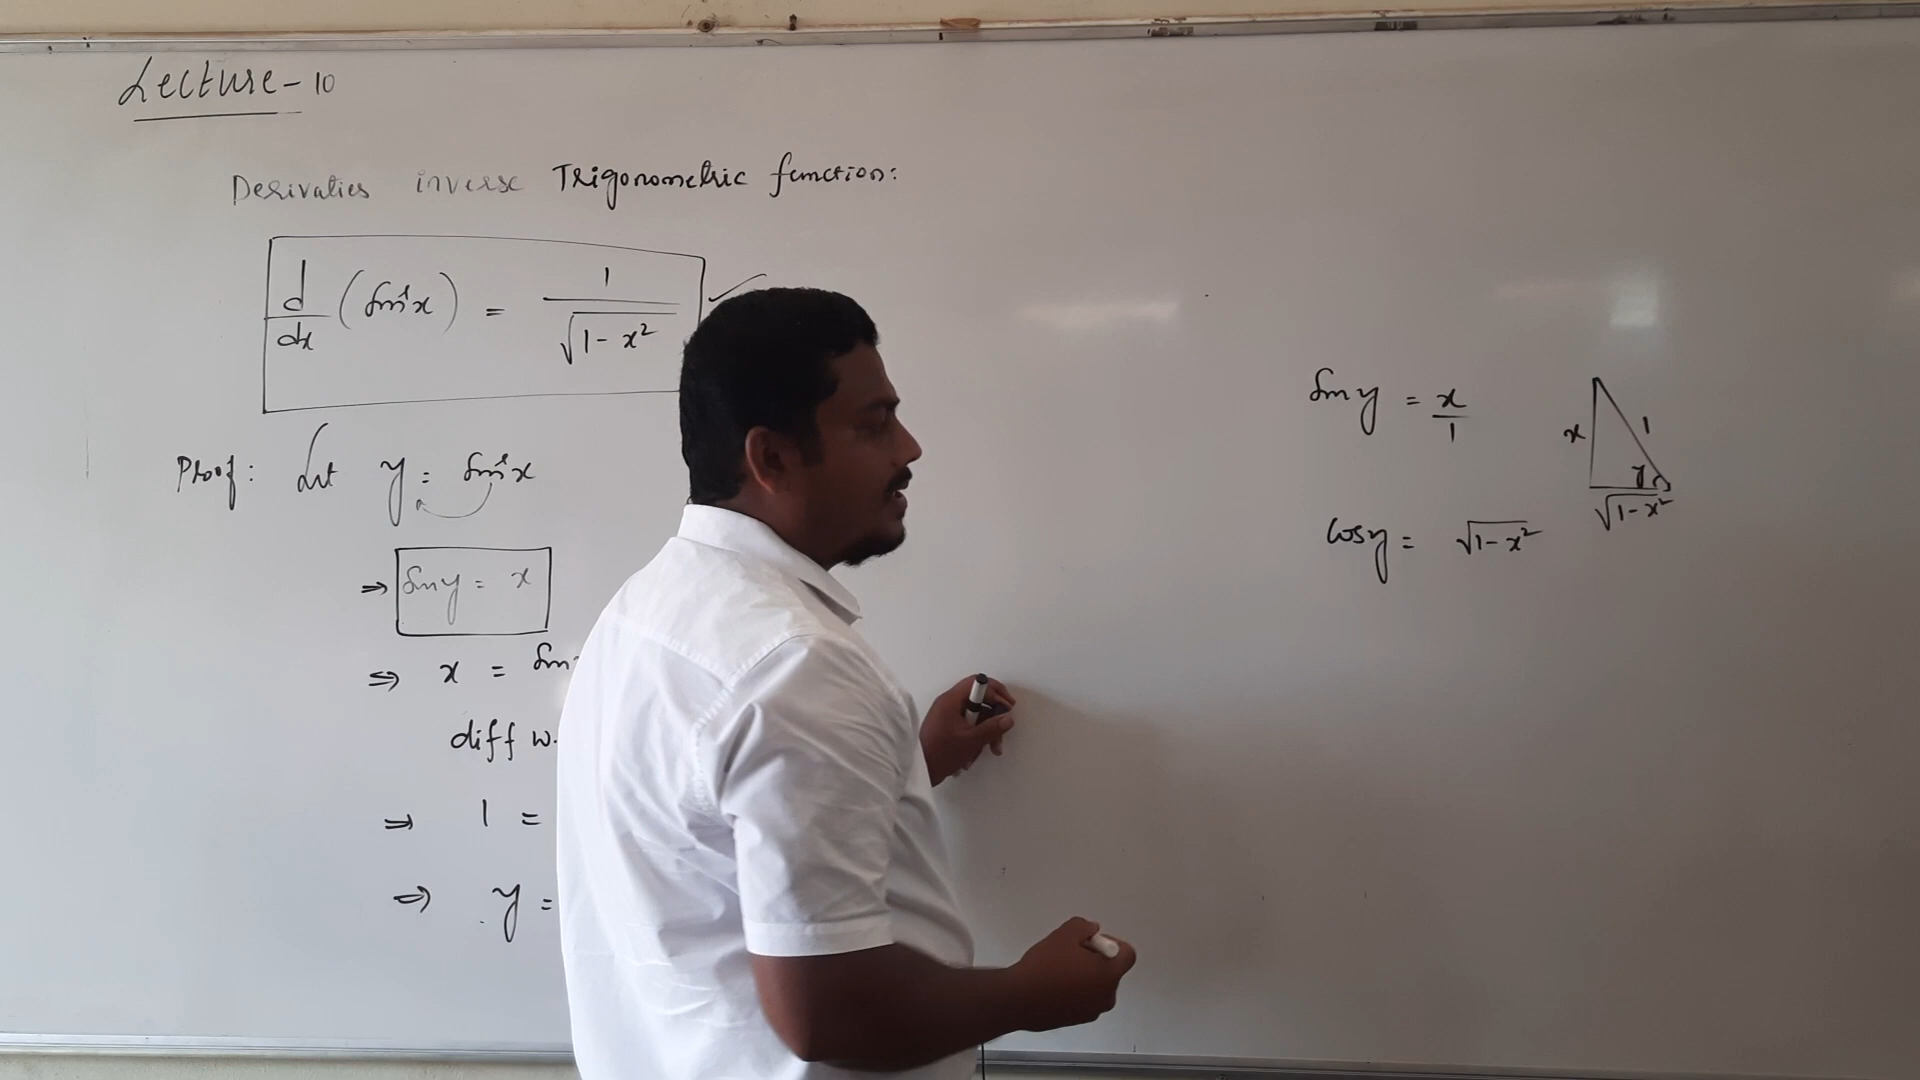 Lecture - 10
Derivaties inverse Trigonometric function:
d/dx (sin⁻¹x) = 1/√(1-x²)
Proof: Let y = sin⁻¹x
⇒ sin y = x
⇒ x = sin
diff w.
⇒ 1 =
⇒ y =
sin y = x/1
x 1 y √(1-x²)
cos y = √(1-x²)